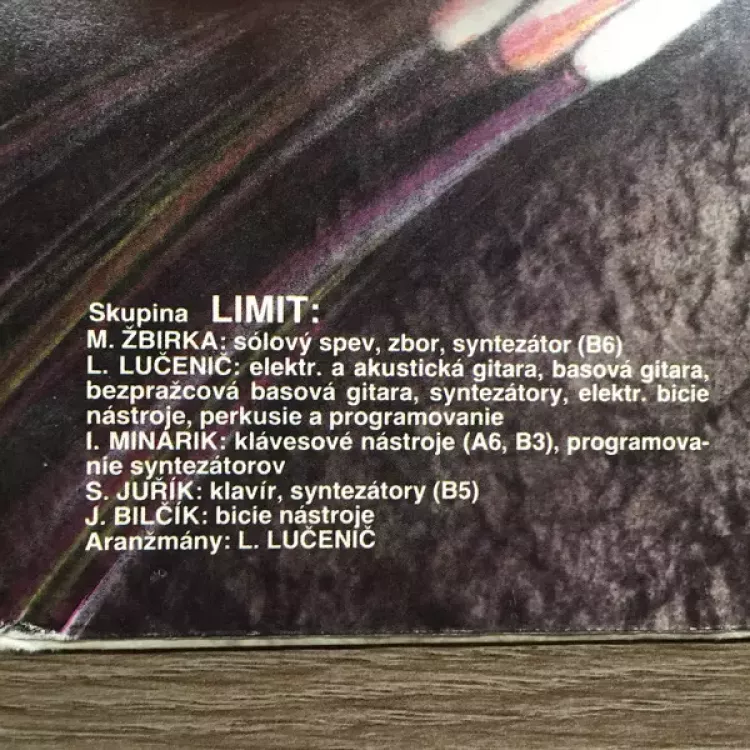 Skupina LIMIT:
M. ŽBIRKA: sólový spev, zbor, syntezátor (B6)
L. LUČENIČ: elektr. a akustická gitara, basová gitara,
bezpražcová basová gitara, syntezátory, elektr. bicie
nástroje, perkusie a programovanie
I. MINÁRIK: klávesové nástroje (A6, B3), programova-
nie syntezátorov
S. JUŘÍK: klavír, syntezátory (B5)
J. BILČÍK: bicie nástroje
Aranžmány: L. LUČENIČ